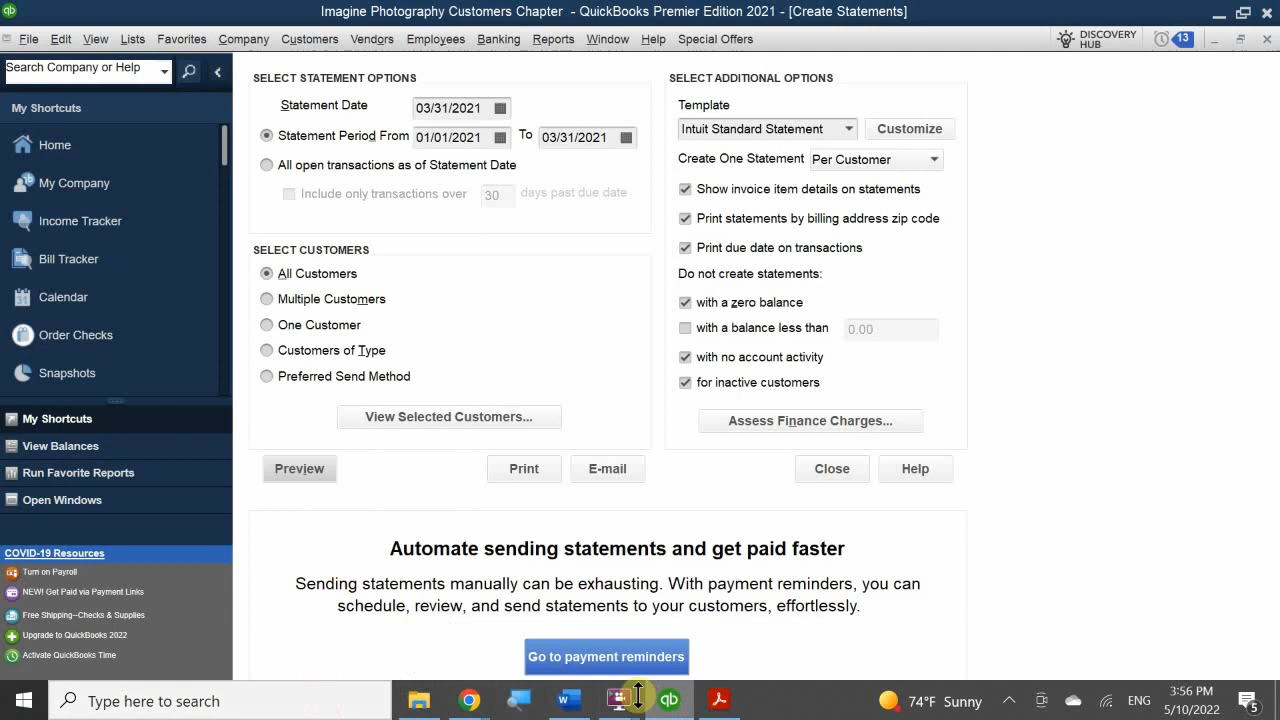 Imagine Photography Customers Chapter - QuickBooks Premier Edition 2021 - [Create Statements]
File Edit View Lists Favorites Company Customers Vendors Employees Banking Reports Window Help Special Offers
DISCOVERY HUB
13
Search Company or Help
My Shortcuts
Home
My Company
Income Tracker
Bill Tracker
Calendar
Order Checks
Snapshots
My Shortcuts
View Balances
Run Favorite Reports
Open Windows
COVID-19 Resources
Turn on Payroll
NEW! Get Paid via Payment Links
Free Shipping–Checks & Supplies
Upgrade to QuickBooks 2022
Activate QuickBooks Time
SELECT STATEMENT OPTIONS
Statement Date 03/31/2021
Statement Period From 01/01/2021 To 03/31/2021
All open transactions as of Statement Date
Include only transactions over 30 days past due date
SELECT CUSTOMERS
All Customers
Multiple Customers
One Customer
Customers of Type
Preferred Send Method
View Selected Customers...
SELECT ADDITIONAL OPTIONS
Template
Intuit Standard Statement Customize
Create One Statement Per Customer
Show invoice item details on statements
Print statements by billing address zip code
Print due date on transactions
Do not create statements:
with a zero balance
with a balance less than 0.00
with no account activity
for inactive customers
Assess Finance Charges...
Preview Print E-mail Close Help
Automate sending statements and get paid faster
Sending statements manually can be exhausting. With payment reminders, you can
schedule, review, and send statements to your customers, effortlessly.
Go to payment reminders
Type here to search
qb
74°F Sunny
ENG
3:56 PM
5/10/2022
5